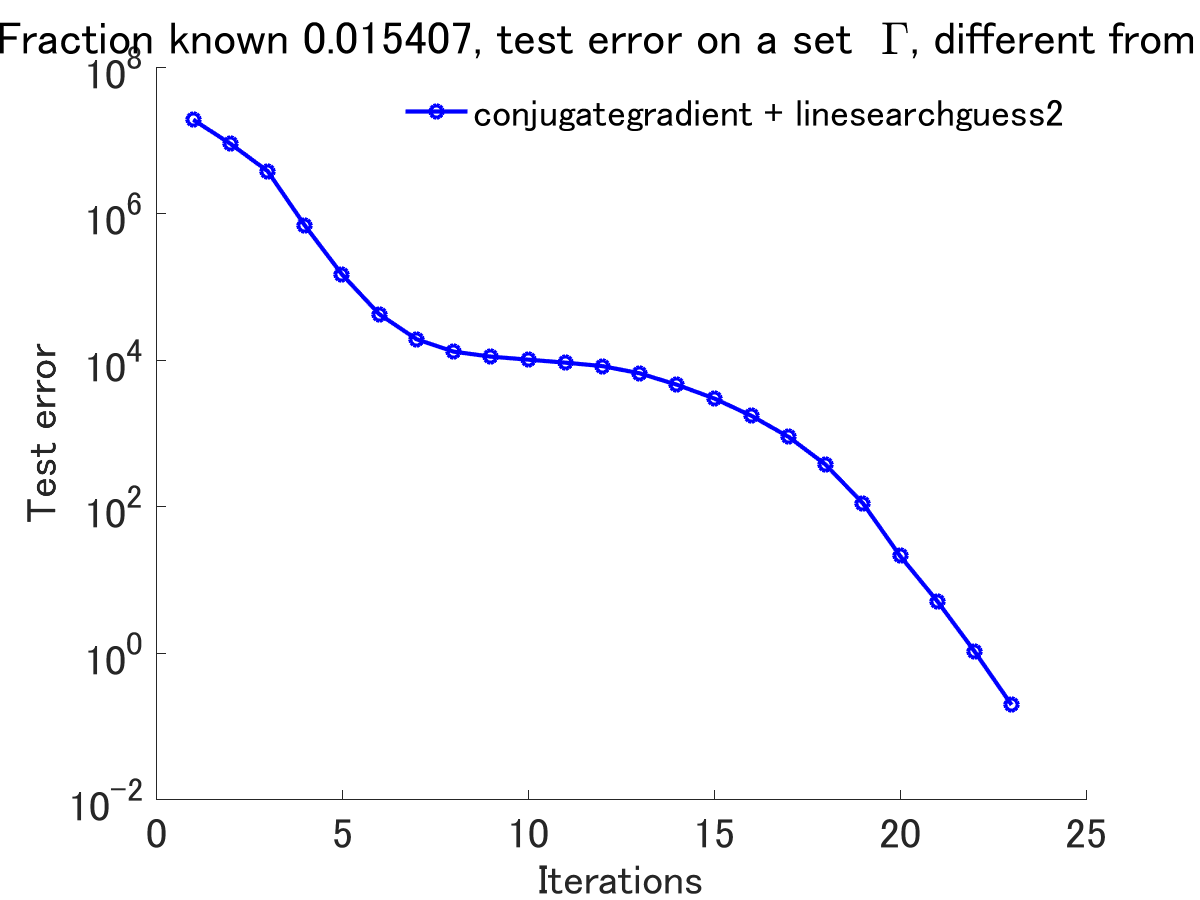 Fraction known 0.015407, test error on a set Γ, different from
10^8
conjugategradient + linesearchguess2
10^6
10^4
10^2
10^0
10^-2
Test error
0 5 10 15 20 25
Iterations